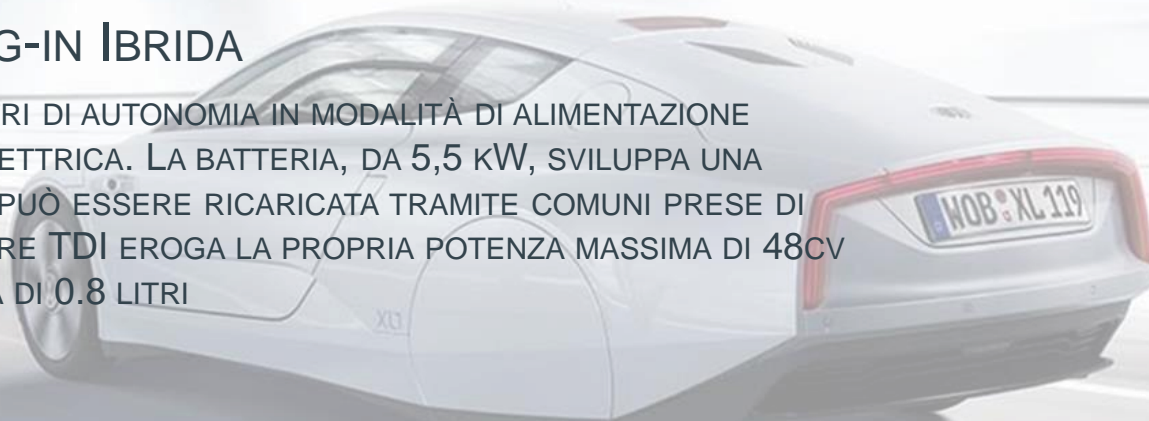 G-IN IBRIDA
RI DI AUTONOMIA IN MODALITÀ DI ALIMENTAZIONE
ETTRICA. LA BATTERIA, DA 5,5 KW, SVILUPPA UNA
PUÒ ESSERE RICARICATA TRAMITE COMUNI PRESE DI
RE TDI EROGA LA PROPRIA POTENZA MASSIMA DI 48CV
A DI 0.8 LITRI
XL1
WOB XL 119